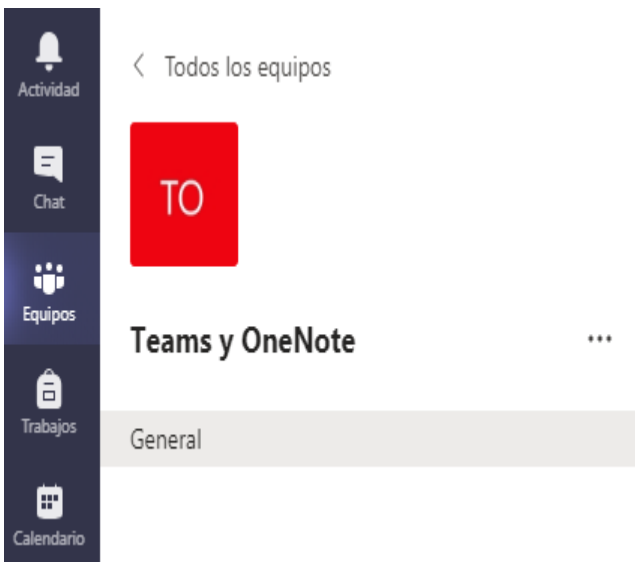 Actividad
Chat
Equipos
Trabajos
Calendario
Todos los equipos
TO
Teams y OneNote
General